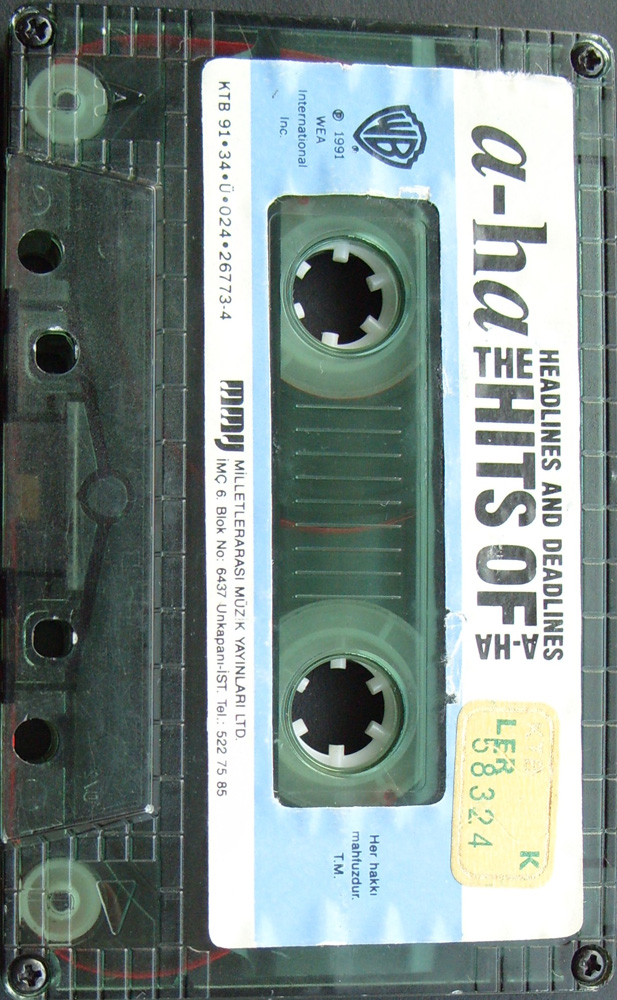 a-ha
HEADLINES AND DEADLINES
THE HITS OF A-HA
WB
℗ 1991
WEA
International
Inc.
K
LER
58324
Her hakkı
mahfuzdur.
T.M.
KTB 91•34•Ü•024•26773-4
mmy
MİLLETLERARASI MÜZİK YAYINLARI LTD.
İMÇ 6. Blok No: 6437 Unkapanı-İST. Tel.: 522 75 85
A